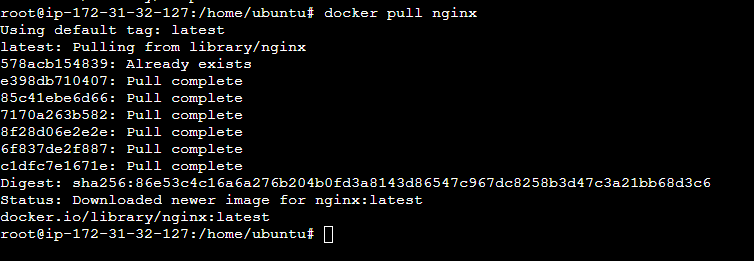 root@ip-172-31-32-127:/home/ubuntu# docker pull nginx
Using default tag: latest
latest: Pulling from library/nginx
578acb154839: Already exists
e398db710407: Pull complete
85c41ebe6d66: Pull complete
7170a263b582: Pull complete
8f28d06e2e2e: Pull complete
6f837de2f887: Pull complete
c1dfc7e1671e: Pull complete
Digest: sha256:86e53c4c16a6a276b204b0fd3a8143d86547c967dc8258b3d47c3a21bb68d3c6
Status: Downloaded newer image for nginx:latest
docker.io/library/nginx:latest
root@ip-172-31-32-127:/home/ubuntu#